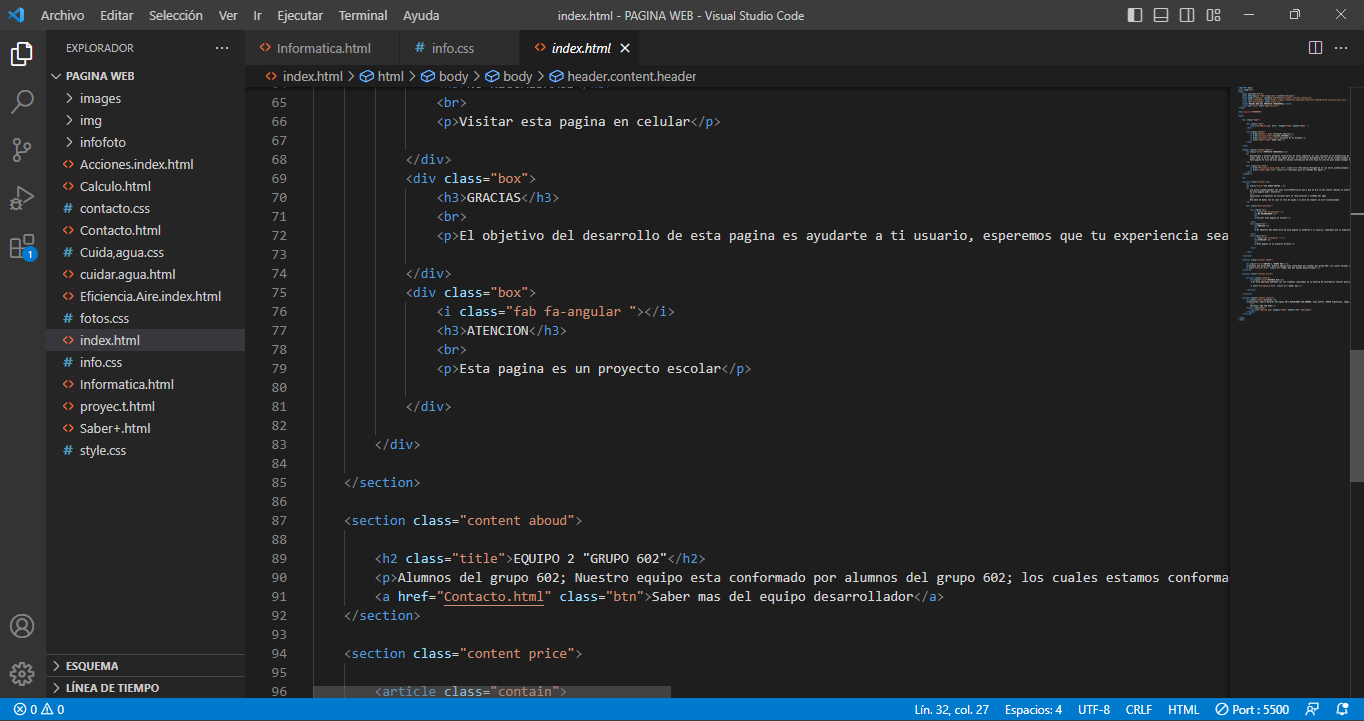 Archivo Editar Selección Ver Ir Ejecutar Terminal Ayuda
index.html - PAGINA WEB - Visual Studio Code
EXPLORADOR
PAGINA WEB
images
img
infofoto
Acciones.index.html
Calculo.html
# contacto.css
Contacto.html
# Cuida,agua.css
cuidar.agua.html
Eficiencia.Aire.index.html
# fotos.css
index.html
# info.css
Informatica.html
proyec.t.html
Saber+.html
# style.css
ESQUEMA
LÍNEA DE TIEMPO
1
Informatica.html # info.css index.html
index.html > html > body > body > header.content.header
65 <br>
66 <p>Visitar esta pagina en celular</p>
67
68 </div>
69 <div class="box">
70 <h3>GRACIAS</h3>
71 <br>
72 <p>El objetivo del desarrollo de esta pagina es ayudarte a ti usuario, esperemos que tu experiencia sea
73
74 </div>
75 <div class="box">
76 <i class="fab fa-angular "></i>
77 <h3>ATENCION</h3>
78 <br>
79 <p>Esta pagina es un proyecto escolar</p>
80
81 </div>
82
83 </div>
84
85 </section>
86
87 <section class="content aboud">
88
89 <h2 class="title">EQUIPO 2 "GRUPO 602"</h2>
90 <p>Alumnos del grupo 602; Nuestro equipo esta conformado por alumnos del grupo 602; los cuales estamos conforma
91 <a href="Contacto.html" class="btn">Saber mas del equipo desarrollador</a>
92 </section>
93
94 <section class="content price">
95
96 <article class="contain">
0 0 Lín. 32, col. 27 Espacios: 4 UTF-8 CRLF HTML Port : 5500